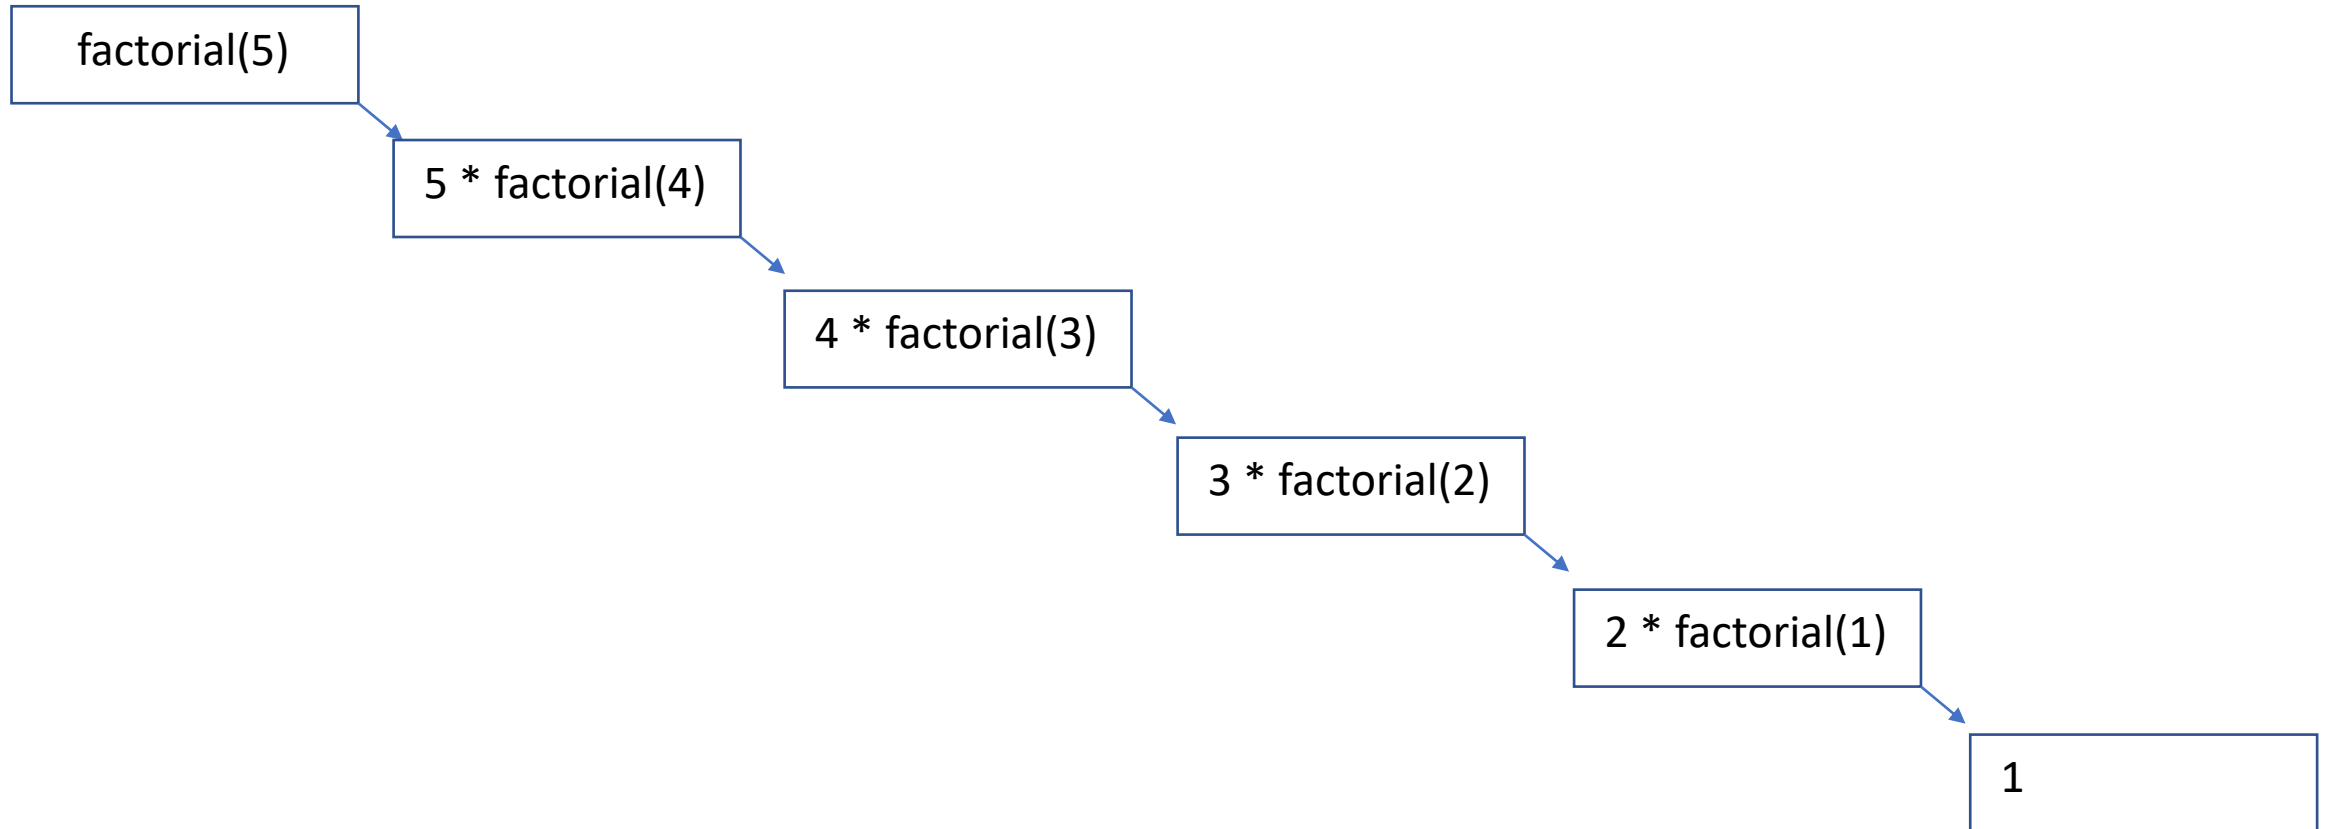 factorial(5)
5 * factorial(4)
4 * factorial(3)
3 * factorial(2)
2 * factorial(1)
1